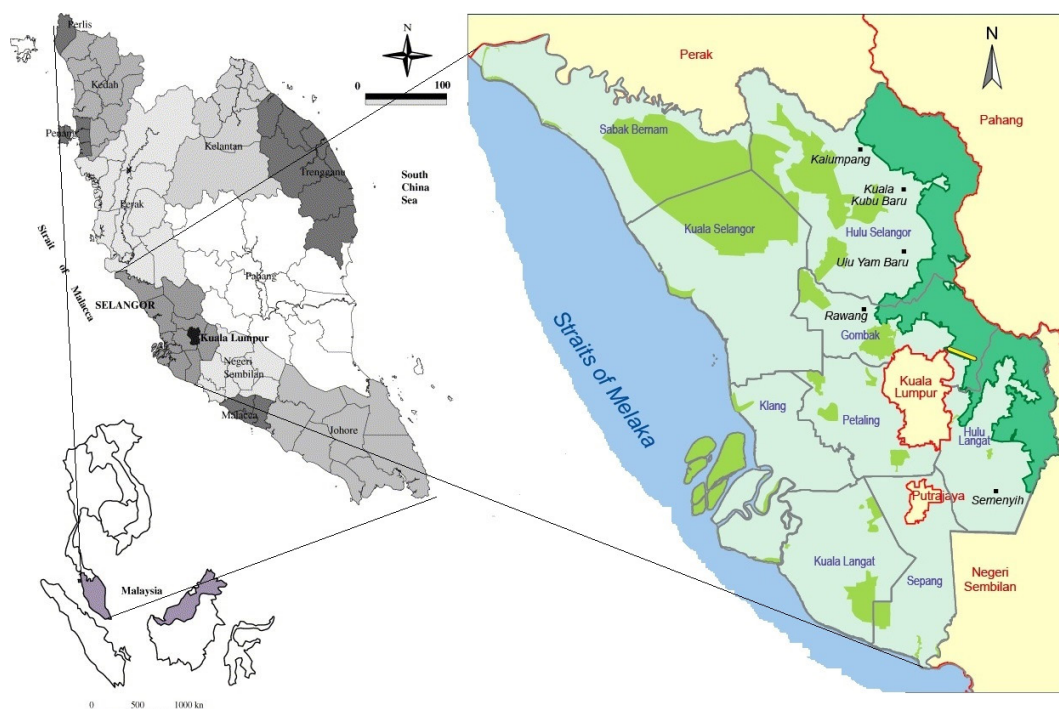 Perlis
Kedah
Penang
Perak
Kelantan
Trengganu
0 100
South
China
Sea
Strait of Malacca
Pahang
SELANGOR
Kuala Lumpur
Negeri
Sembilan
Malacca
Johore
Malaysia
0 500 1000 kn
N
Perak
Pahang
Sabak Bernam
Kalumpang
Kuala
Kubu Baru
Kuala Selangor
Hulu Selangor
Ulu Yam Baru
Rawang
Gombak
Straits of Melaka
Kuala
Lumpur
Klang
Petaling
Hulu
Langat
Putrajaya
Semenyih
Kuala Langat
Sepang
Negeri
Sembilan